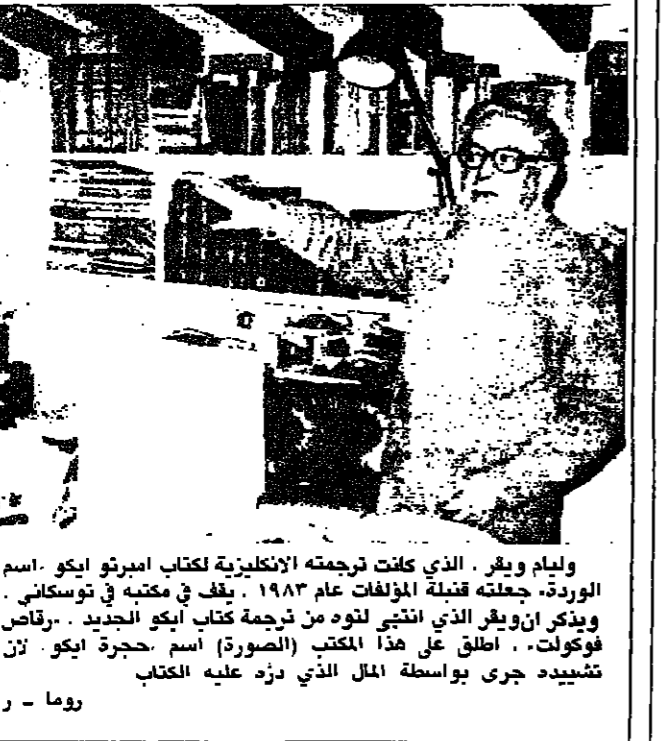 وليام ويڤر ، الذي كانت ترجمته الانكليزية لكتاب امبرتو ايكو «اسم
الوردة» جعلته قنبلة المؤلفات عام ١٩٨٣ ، يقف في مكتبه في توسكاني .
ويذكر ان ويڤر الذي انتهى لتوه من ترجمة كتاب ايكو الجديد ، «رقاص
فوكولت» ، اطلق على هذا المكتب (الصورة) اسم «حجرة ايكو» لان
تشييده جرى بواسطة المال الذي درّه عليه الكتاب
روما – ر